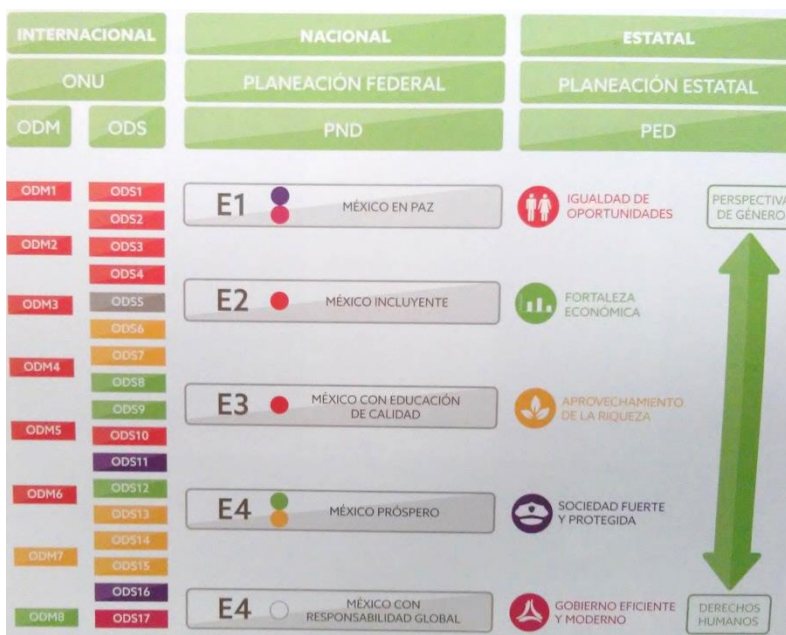 INTERNACIONAL
NACIONAL
ESTATAL
ONU
PLANEACIÓN FEDERAL
PLANEACIÓN ESTATAL
ODM
ODS
PND
PED
ODM1
ODM2
ODM3
ODM4
ODM5
ODM6
ODM7
ODM8
ODS1
ODS2
ODS3
ODS4
ODS5
ODS6
ODS7
ODS8
ODS9
ODS10
ODS11
ODS12
ODS13
ODS14
ODS15
ODS16
ODS17
E1
MÉXICO EN PAZ
E2
MÉXICO INCLUYENTE
E3
MÉXICO CON EDUCACIÓN
DE CALIDAD
E4
MÉXICO PRÓSPERO
E4
MÉXICO CON
RESPONSABILIDAD GLOBAL
IGUALDAD DE
OPORTUNIDADES
FORTALEZA
ECONÓMICA
APROVECHAMIENTO
DE LA RIQUEZA
SOCIEDAD FUERTE
Y PROTEGIDA
GOBIERNO EFICIENTE
Y MODERNO
PERSPECTIVA
DE GÉNERO
DERECHOS
HUMANOS